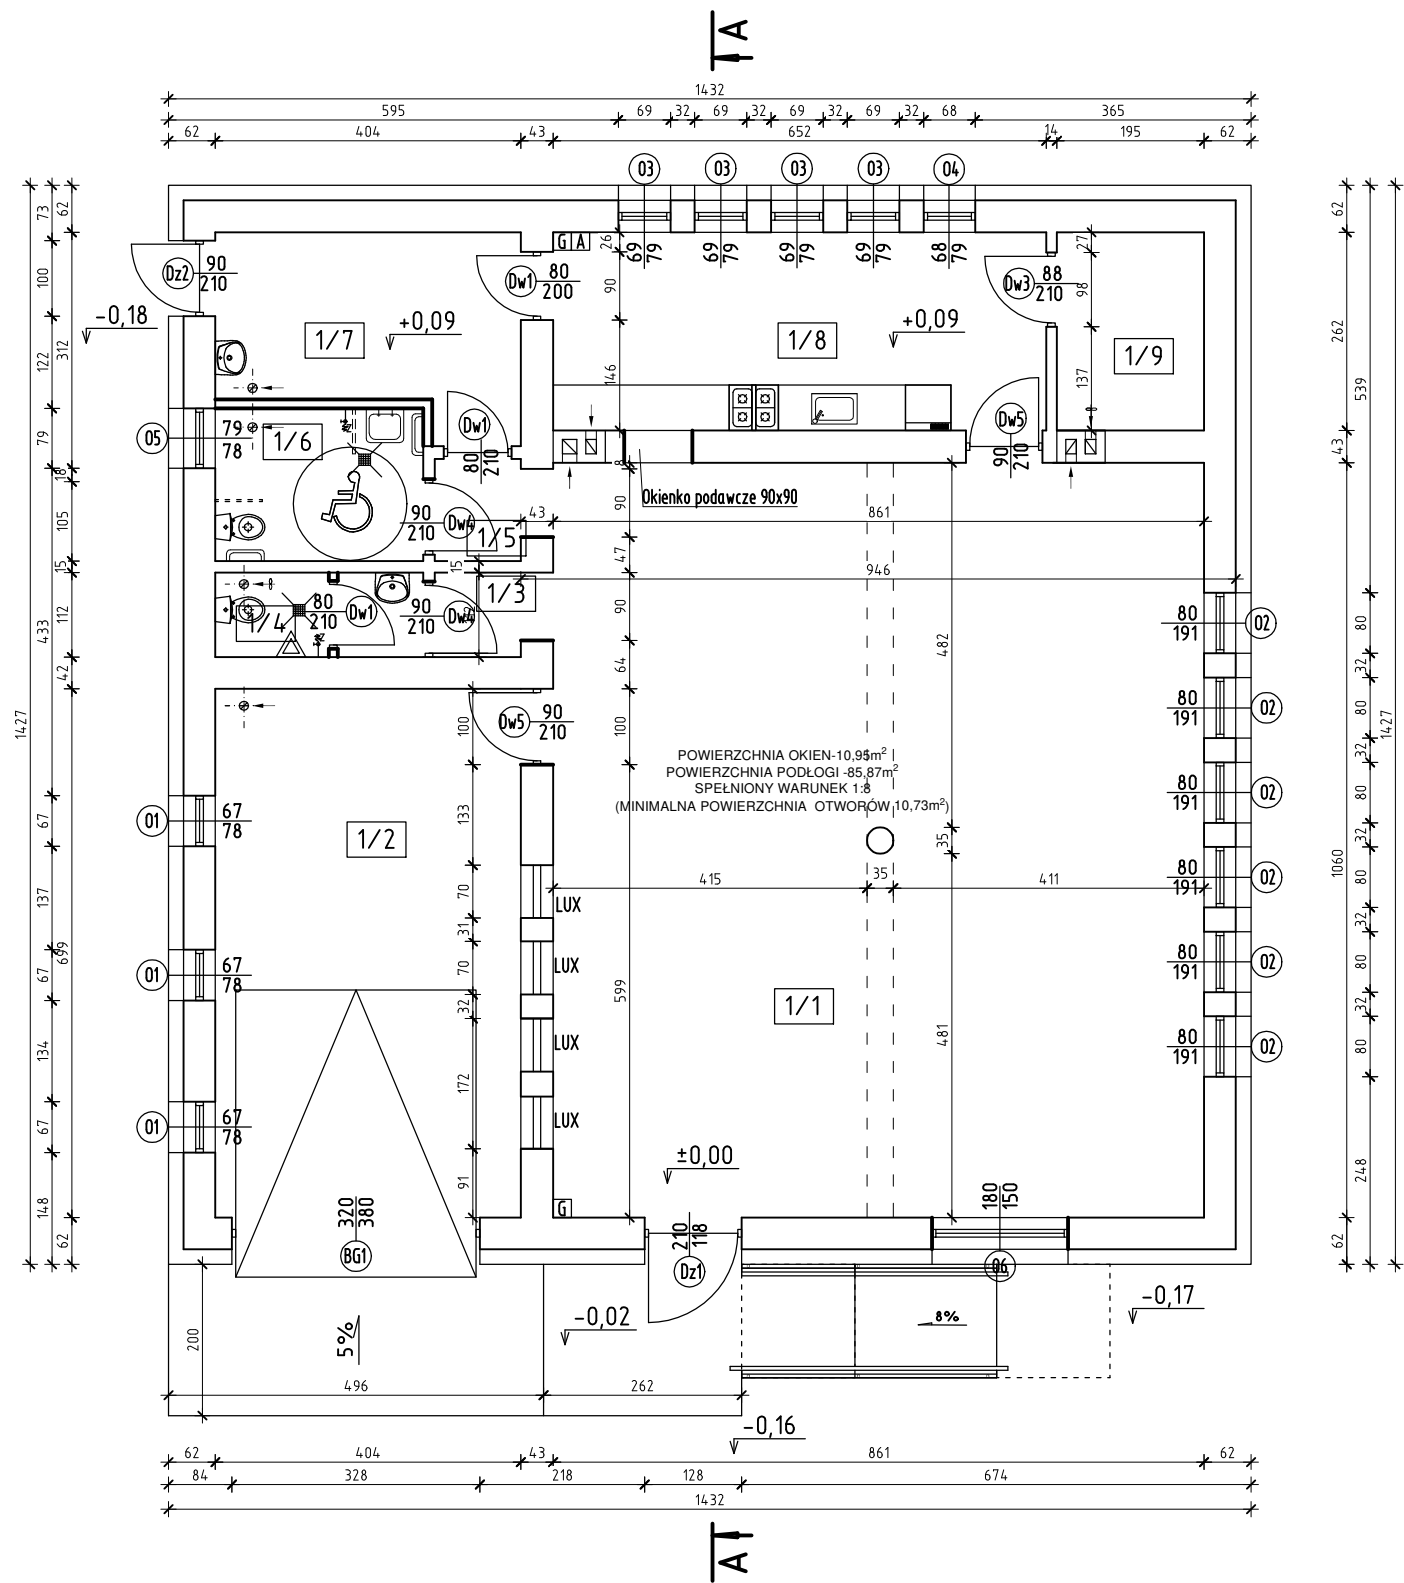 A
1432
595 69 32 69 32 69 32 69 32 68 365
62 404 43 652 14 195 62
03 03 03 03 04
69 79 69 79 69 79 69 79 68 79
G A
26 27
Dz2 90 210
Dw1 80 200
Dw3 88 210
90 98
-0,18
1/7 +0,09
1/8 +0,09
1/9
146 137
05 79 78
1/6
Dw1 80 210
Dw5 90 210
8
Okienko podawcze 90x90
90 210 Dw4 1/5
43 861
90
47
15
946
1/3
1/4 80 210 Dw1
90 210 Dw4
90
482
64
80 191 02
80 191 02
80 191 02
80 191 02
80 191 02
80 191 02
Dw5 90 210
100 100
POWIERZCHNIA OKIEN-10,95m²
POWIERZCHNIA PODŁOGI -85,87m²
SPEŁNIONY WARUNEK 1:8
(MINIMALNA POWIERZCHNIA OTWORÓW 10,73m²)
01 67 78
1/2
133
35
415 35 411
70
LUX
31
01 67 78
70
LUX
32
599
1/1
481
LUX
172
LUX
01 67 78
±0,00
91
G
320 380
BG1
210 118
Dz1
180 150
06
-0,02
-0,17
5%
8%
200
496 262
-0,16
62 404 43 861 62
84 328 218 128 674
1432
A
1427
73 100 122 79 433 67 137 67 134 67 148
62 312 18 105 15 112 42 699 62
62 262 43 1060 62
539 80 32 80 32 80 32 80 32 80 32 80 248
1427